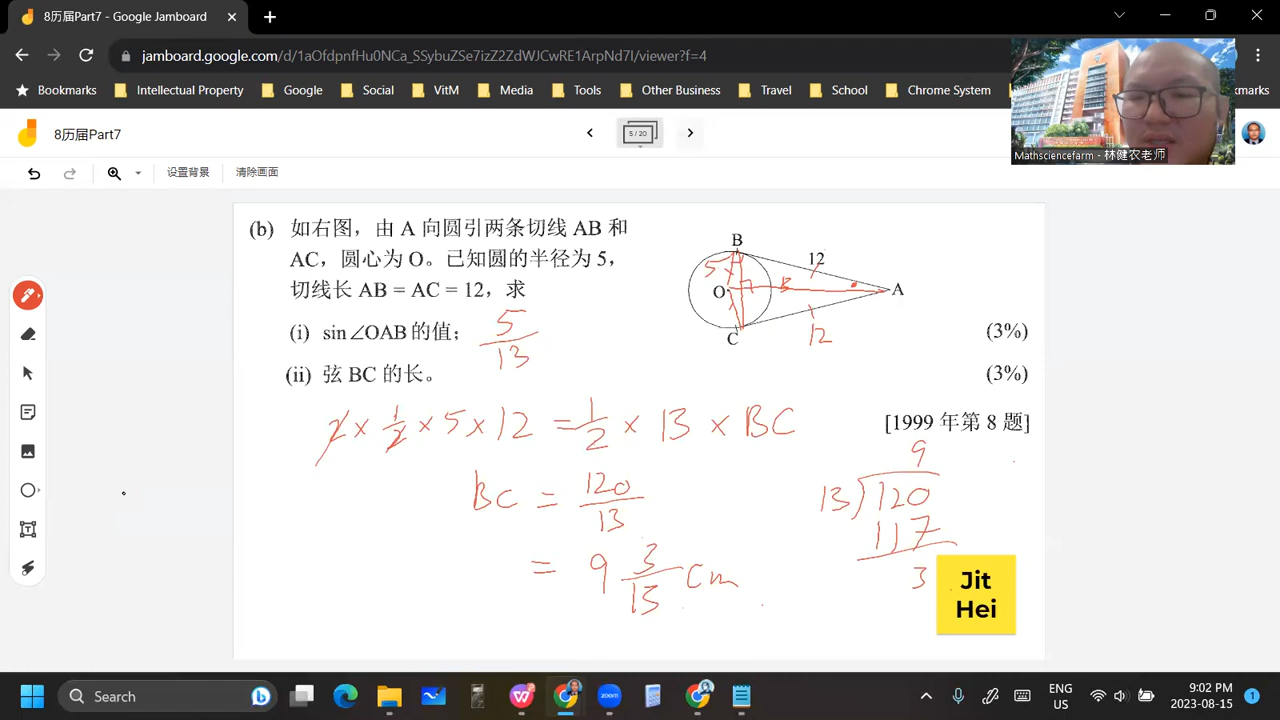 8历届Part7 - Google Jamboard
jamboard.google.com/d/1aOfdpn
/viewer?f=4
Bookmarks
Intellectual Property
Google
Social
VitM
Media
Tools
Other Business
Travel
School
Chrome System
Mathsciencefarm - 林健农老师
8历届Part7
5 / 20
设置背景
清除画面
(b) 如右图，由 A 向圆引两条切线 AB 和
AC，圆心为 O。已知圆的半径为 5，
切线长 AB = AC = 12，求
(i) sin∠OAB 的值； 5/13 (3%)
(ii) 弦 BC 的长。 (3%)
B
12
5
O
13
A
C
12
2 × 1/2 × 5 × 12 = 1/2 × 13 × BC
[1999 年第 8 题]
BC = 120/13
= 9 3/13 cm
9
13 120
117
3
Jit
Hei
Search
ENG
US
9:02 PM
2023-08-15
1